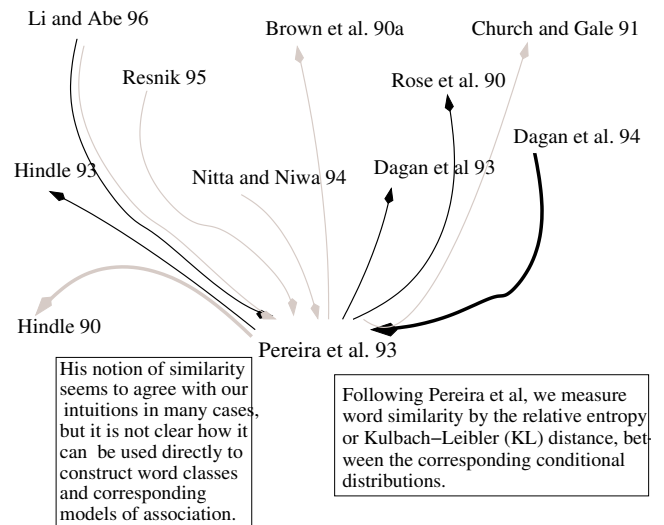 Li and Abe 96
Brown et al. 90a
Church and Gale 91
Resnik 95
Rose et al. 90
Dagan et al. 94
Hindle 93
Nitta and Niwa 94
Dagan et al 93
Hindle 90
Pereira et al. 93
His notion of similarity
seems to agree with our
intuitions in many cases,
but it is not clear how it
can be used directly to
construct word classes
and corresponding
models of association.
Following Pereira et al, we measure
word similarity by the relative entropy
or Kulbach−Leibler (KL) distance, bet-
ween the corresponding conditional
distributions.